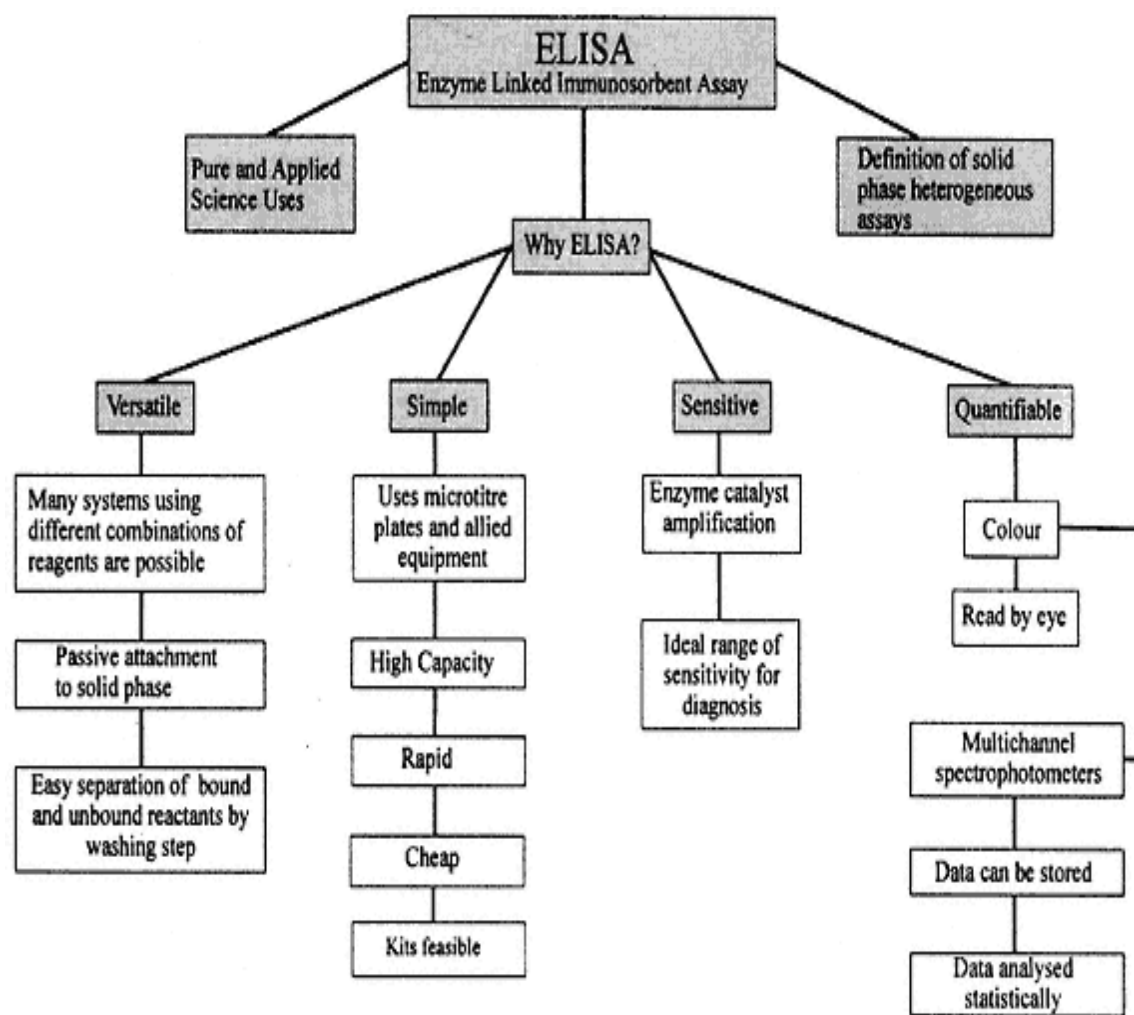 ELISA
Enzyme Linked Immunosorbent Assay
Pure and Applied
Science Uses
Definition of solid
phase heterogeneous
assays
Why ELISA?
Versatile
Simple
Sensitive
Quantifiable
Many systems using
different combinations of
reagents are possible
Passive attachment
to solid phase
Easy separation of bound
and unbound reactants by
washing step
Uses microtitre
plates and allied
equipment
High Capacity
Rapid
Cheap
Kits feasible
Enzyme catalyst
amplification
Ideal range of
sensitivity for
diagnosis
Colour
Read by eye
Multichannel
spectrophotometers
Data can be stored
Data analysed
statistically